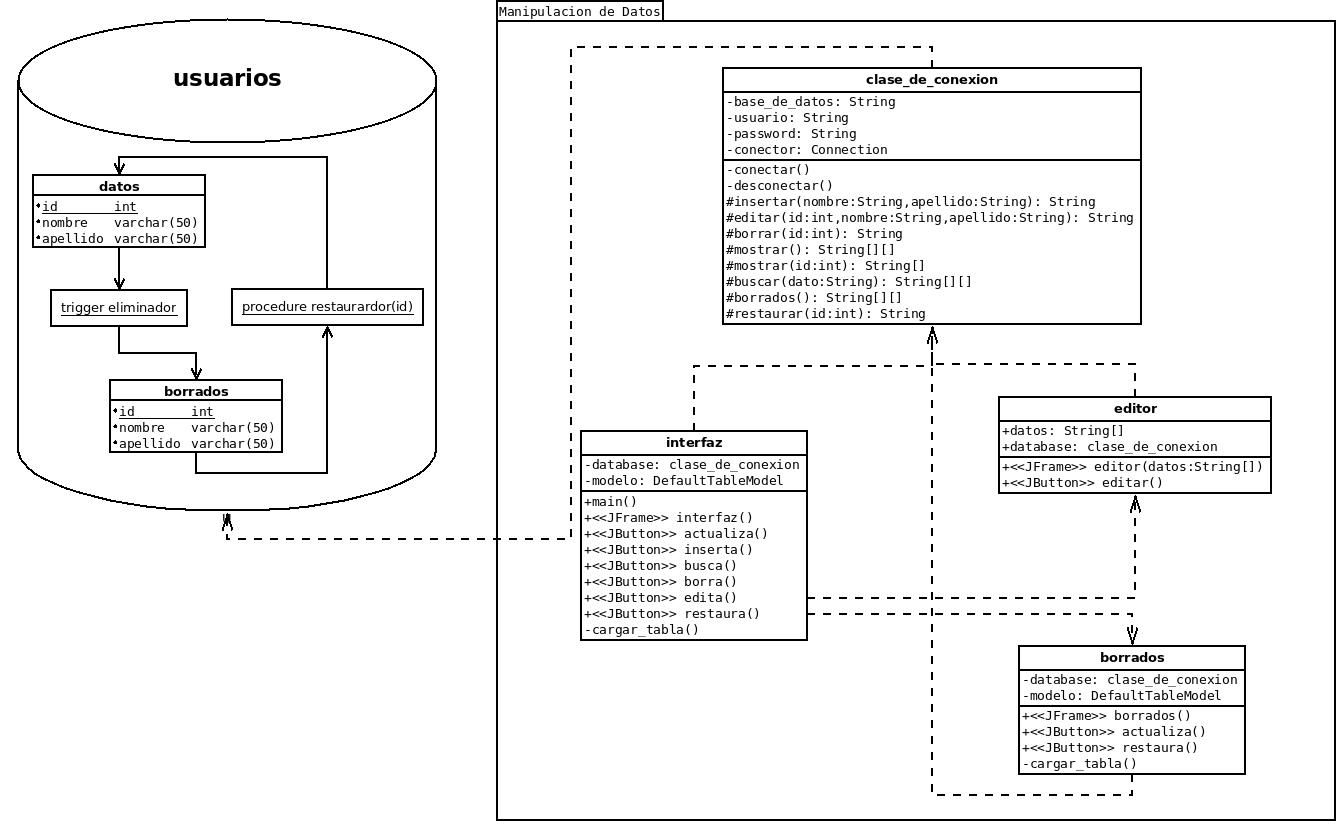 usuarios
datos
id int
nombre varchar(50)
apellido varchar(50)
trigger eliminador
procedure restaurardor(id)
borrados
id int
nombre varchar(50)
apellido varchar(50)
Manipulacion de Datos
clase_de_conexion
-base_de_datos: String
-usuario: String
-password: String
-conector: Connection
-conectar()
-desconectar()
#insertar(nombre:String,apellido:String): String
#editar(id:int,nombre:String,apellido:String): String
#borrar(id:int): String
#mostrar(): String[][]
#mostrar(id:int): String[]
#buscar(dato:String): String[][]
#borrados(): String[][]
#restaurar(id:int): String
interfaz
-database: clase_de_conexion
-modelo: DefaultTableModel
+main()
+<<JFrame>> interfaz()
+<<JButton>> actualiza()
+<<JButton>> inserta()
+<<JButton>> busca()
+<<JButton>> borra()
+<<JButton>> edita()
+<<JButton>> restaura()
-cargar_tabla()
editor
+datos: String[]
+database: clase_de_conexion
+<<JFrame>> editor(datos:String[])
+<<JButton>> editar()
borrados
-database: clase_de_conexion
-modelo: DefaultTableModel
+<<JFrame>> borrados()
+<<JButton>> actualiza()
+<<JButton>> restaura()
-cargar_tabla()